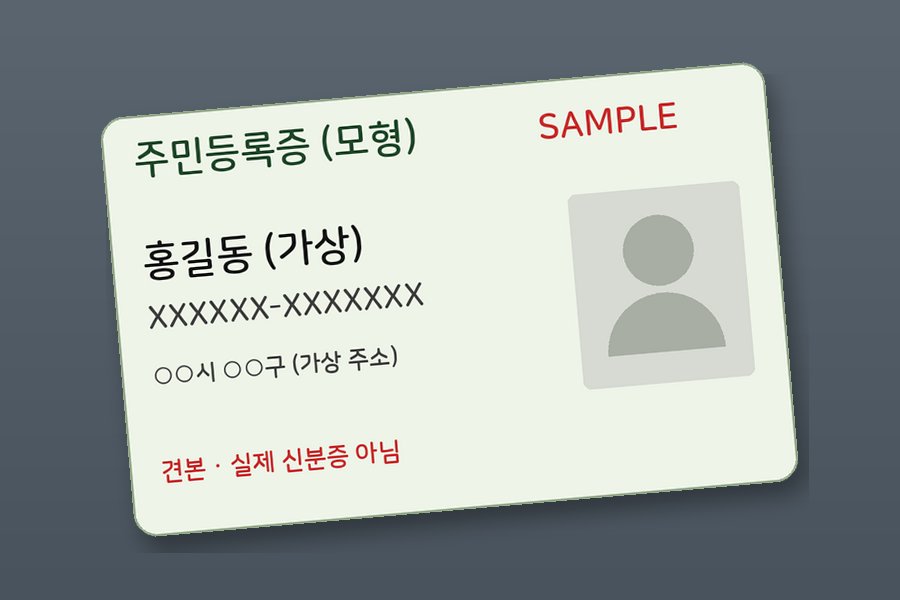 주민등록증 (모형)
SAMPLE
홍길동 (가상)
XXXXXX-XXXXXXX
○○시 ○○구 (가상 주소)
견본 · 실제 신분증 아님